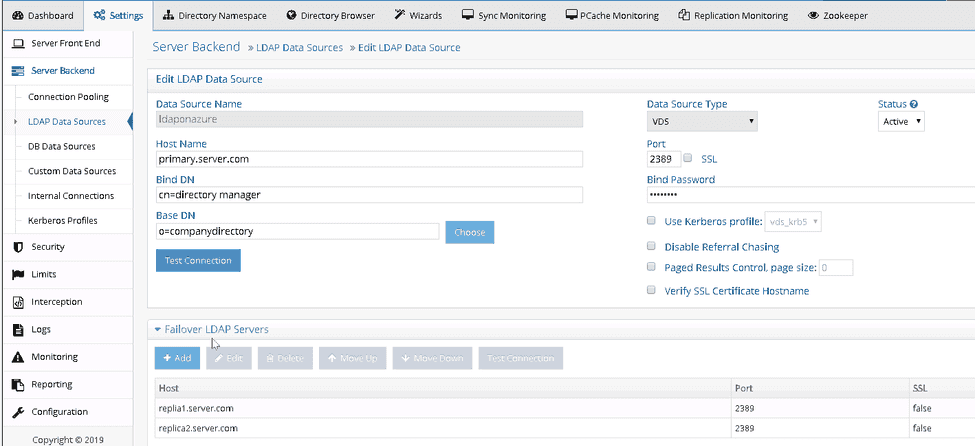 Dashboard Settings Directory Namespace Directory Browser Wizards Sync Monitoring PCache Monitoring Replication Monitoring Zookeeper
Server Front End
Server Backend
Connection Pooling
LDAP Data Sources
DB Data Sources
Custom Data Sources
Internal Connections
Kerberos Profiles
Security
Limits
Interception
Logs
Monitoring
Reporting
Configuration
Copyright © 2019
Server Backend » LDAP Data Sources » Edit LDAP Data Source
Edit LDAP Data Source
Data Source Name Data Source Type Status
ldaponazure VDS Active
Host Name Port
primary.server.com 2389 SSL
Bind DN Bind Password
cn=directory manager ••••••••
Base DN Use Kerberos profile: vds_krb5
o=companydirectory Choose
Disable Referral Chasing
Test Connection Paged Results Control, page size: 0
Verify SSL Certificate Hostname
Failover LDAP Servers
Add Edit Delete Move Up Move Down Test Connection
Host Port SSL
replia1.server.com 2389 false
replica2.server.com 2389 false